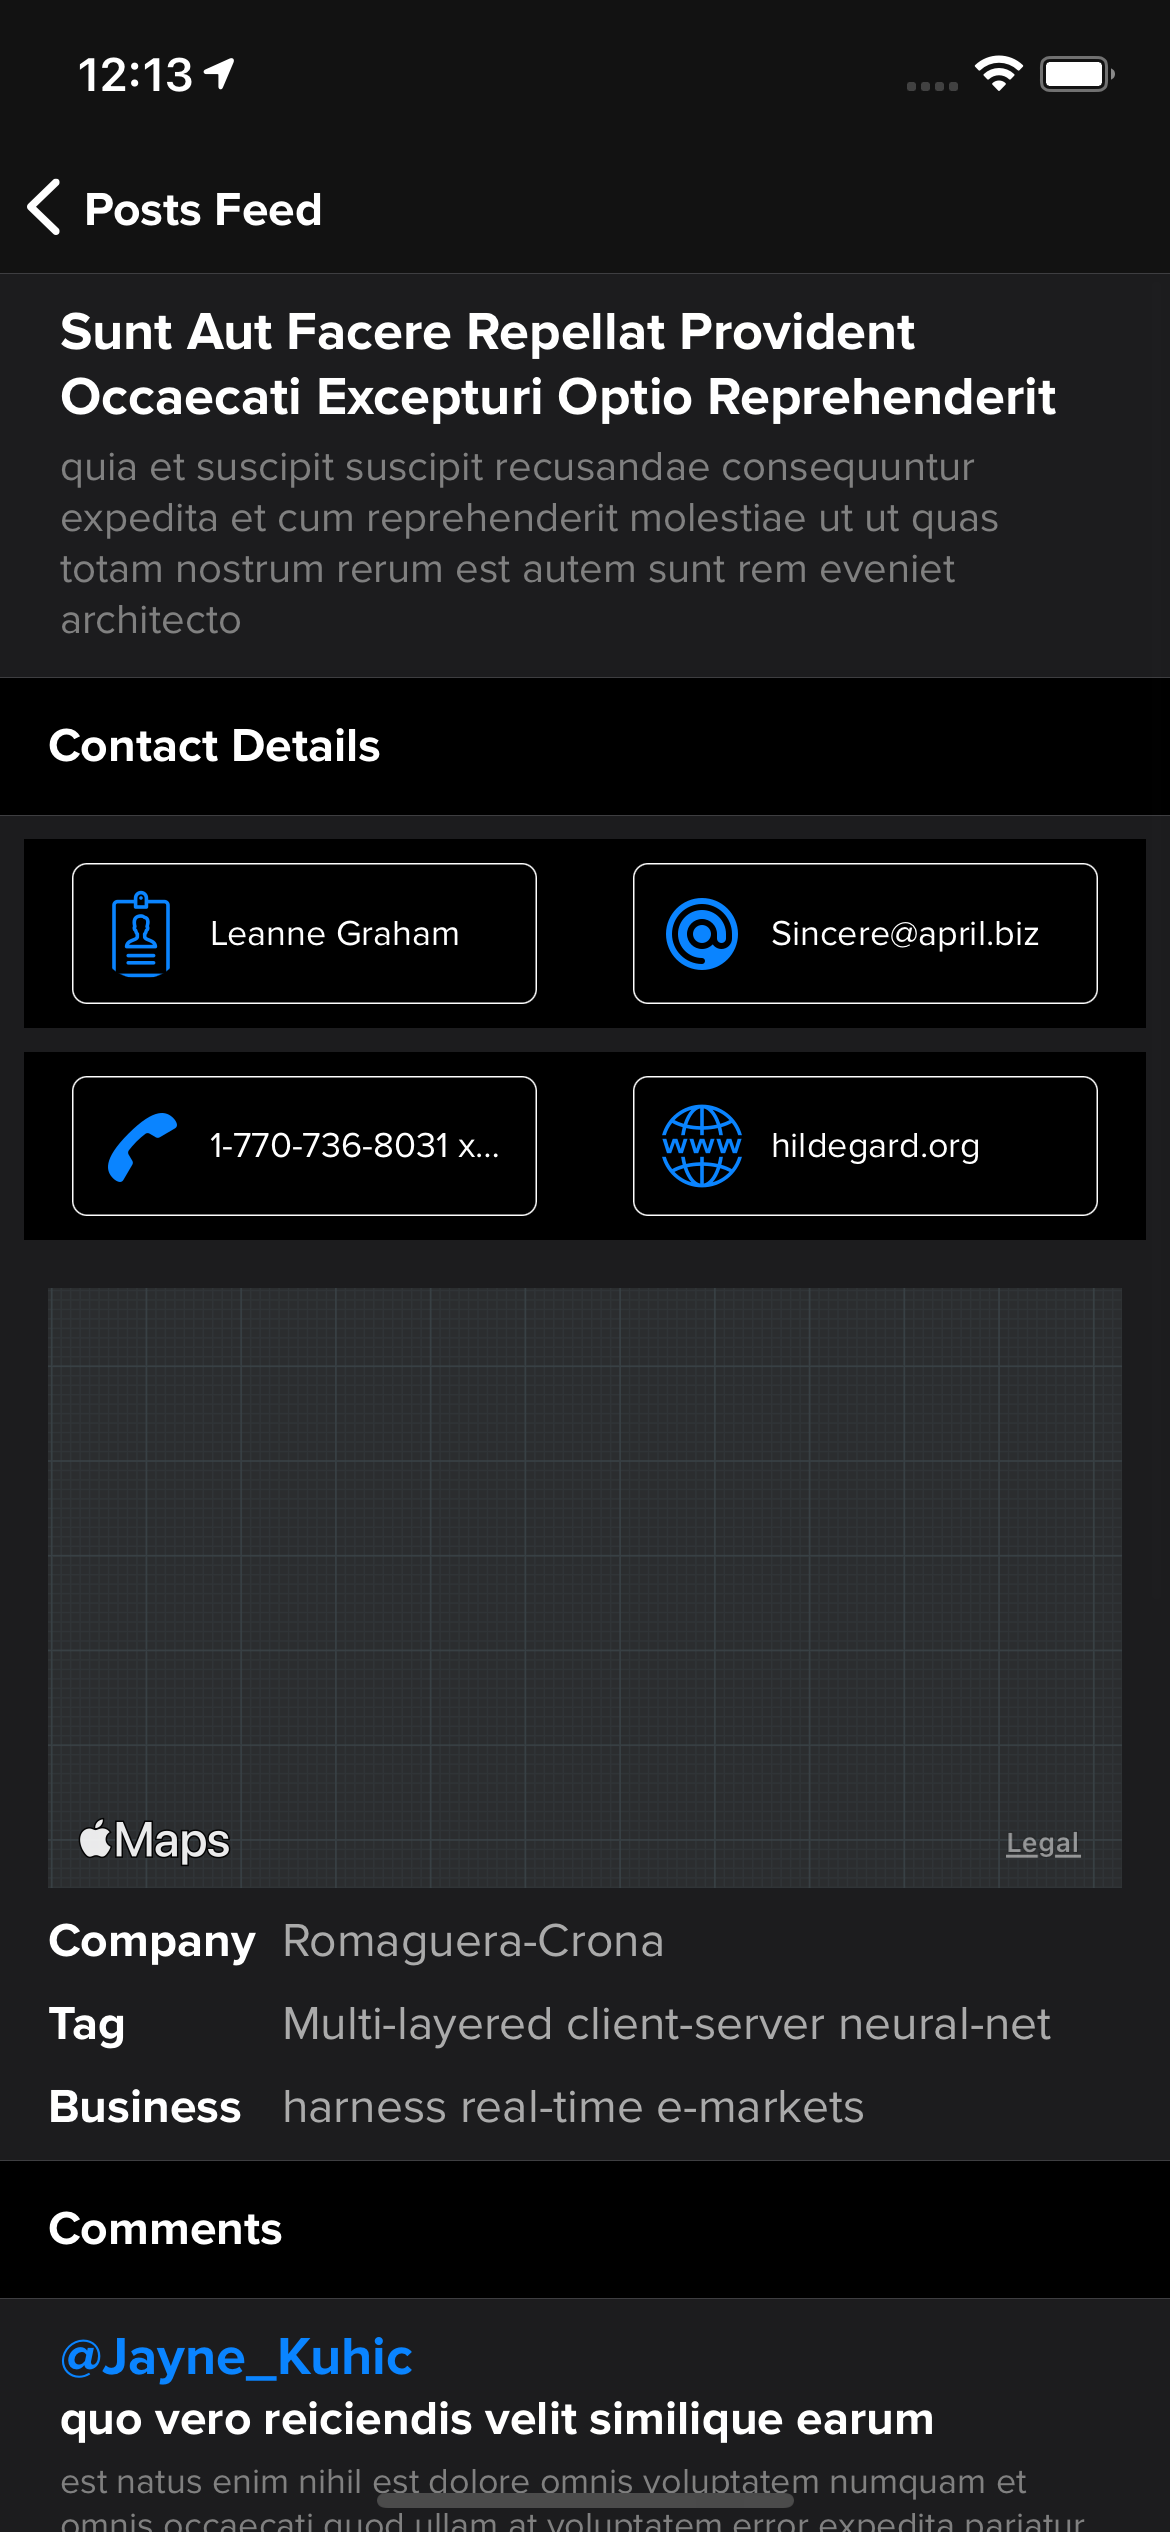 12:13
Posts Feed
Sunt Aut Facere Repellat Provident
Occaecati Excepturi Optio Reprehenderit
quia et suscipit suscipit recusandae consequuntur
expedita et cum reprehenderit molestiae ut ut quas
totam nostrum rerum est autem sunt rem eveniet
architecto
Contact Details
Leanne Graham
Sincere@april.biz
1-770-736-8031 x...
www
hildegard.org
Maps
Legal
Company Romaguera-Crona
Tag Multi-layered client-server neural-net
Business harness real-time e-markets
Comments
@Jayne_Kuhic
quo vero reiciendis velit similique earum
est natus enim nihil est dolore omnis voluptatem numquam et
omnis occaecati quod ullam at voluptatem error expedita pariatur